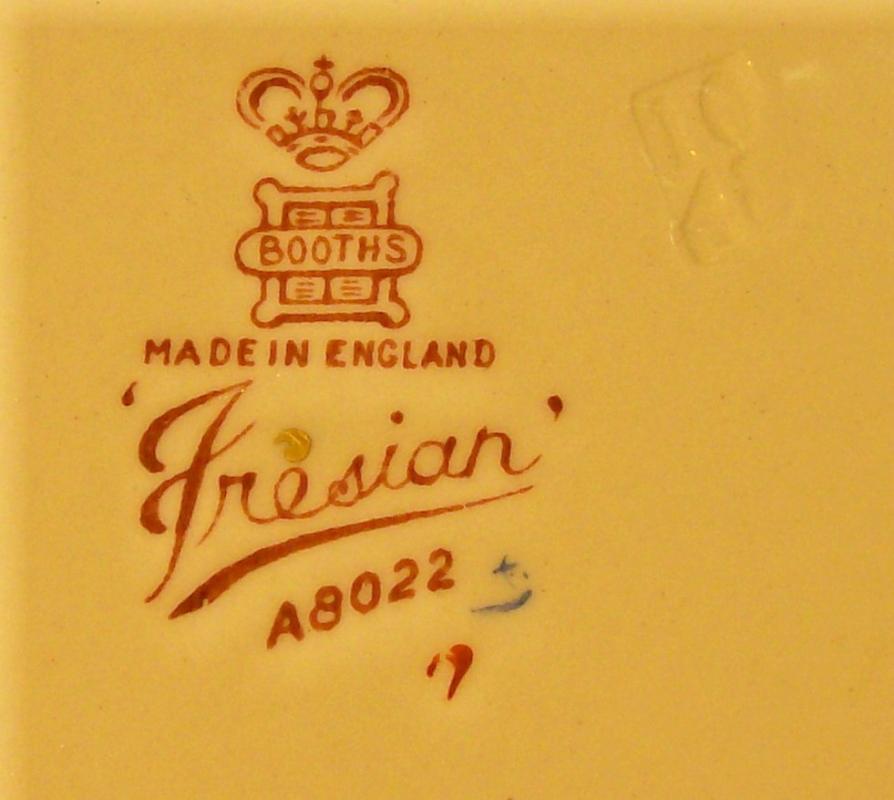 BOOTHS
MADE IN ENGLAND
'Fresian'
A8022